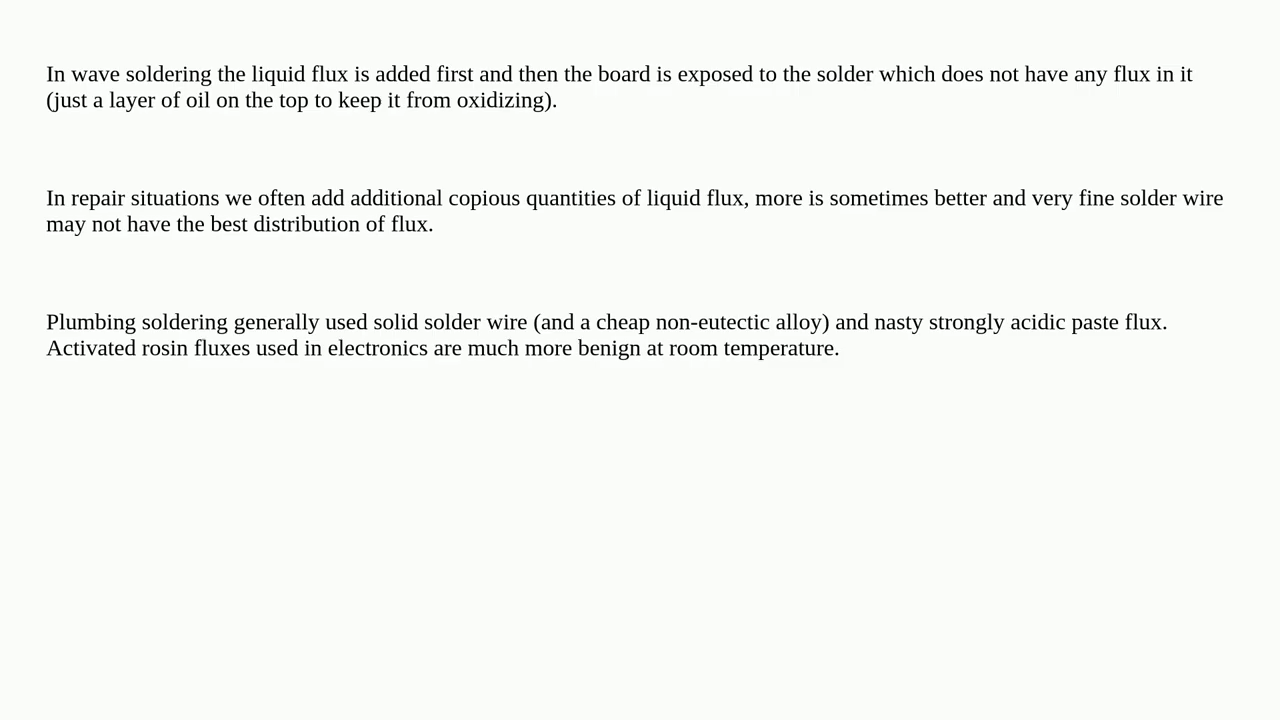 In wave soldering the liquid flux is added first and then the board is exposed to the solder which does not have any flux in it
(just a layer of oil on the top to keep it from oxidizing).
In repair situations we often add additional copious quantities of liquid flux, more is sometimes better and very fine solder wire
may not have the best distribution of flux.
Plumbing soldering generally used solid solder wire (and a cheap non-eutectic alloy) and nasty strongly acidic paste flux.
Activated rosin fluxes used in electronics are much more benign at room temperature.